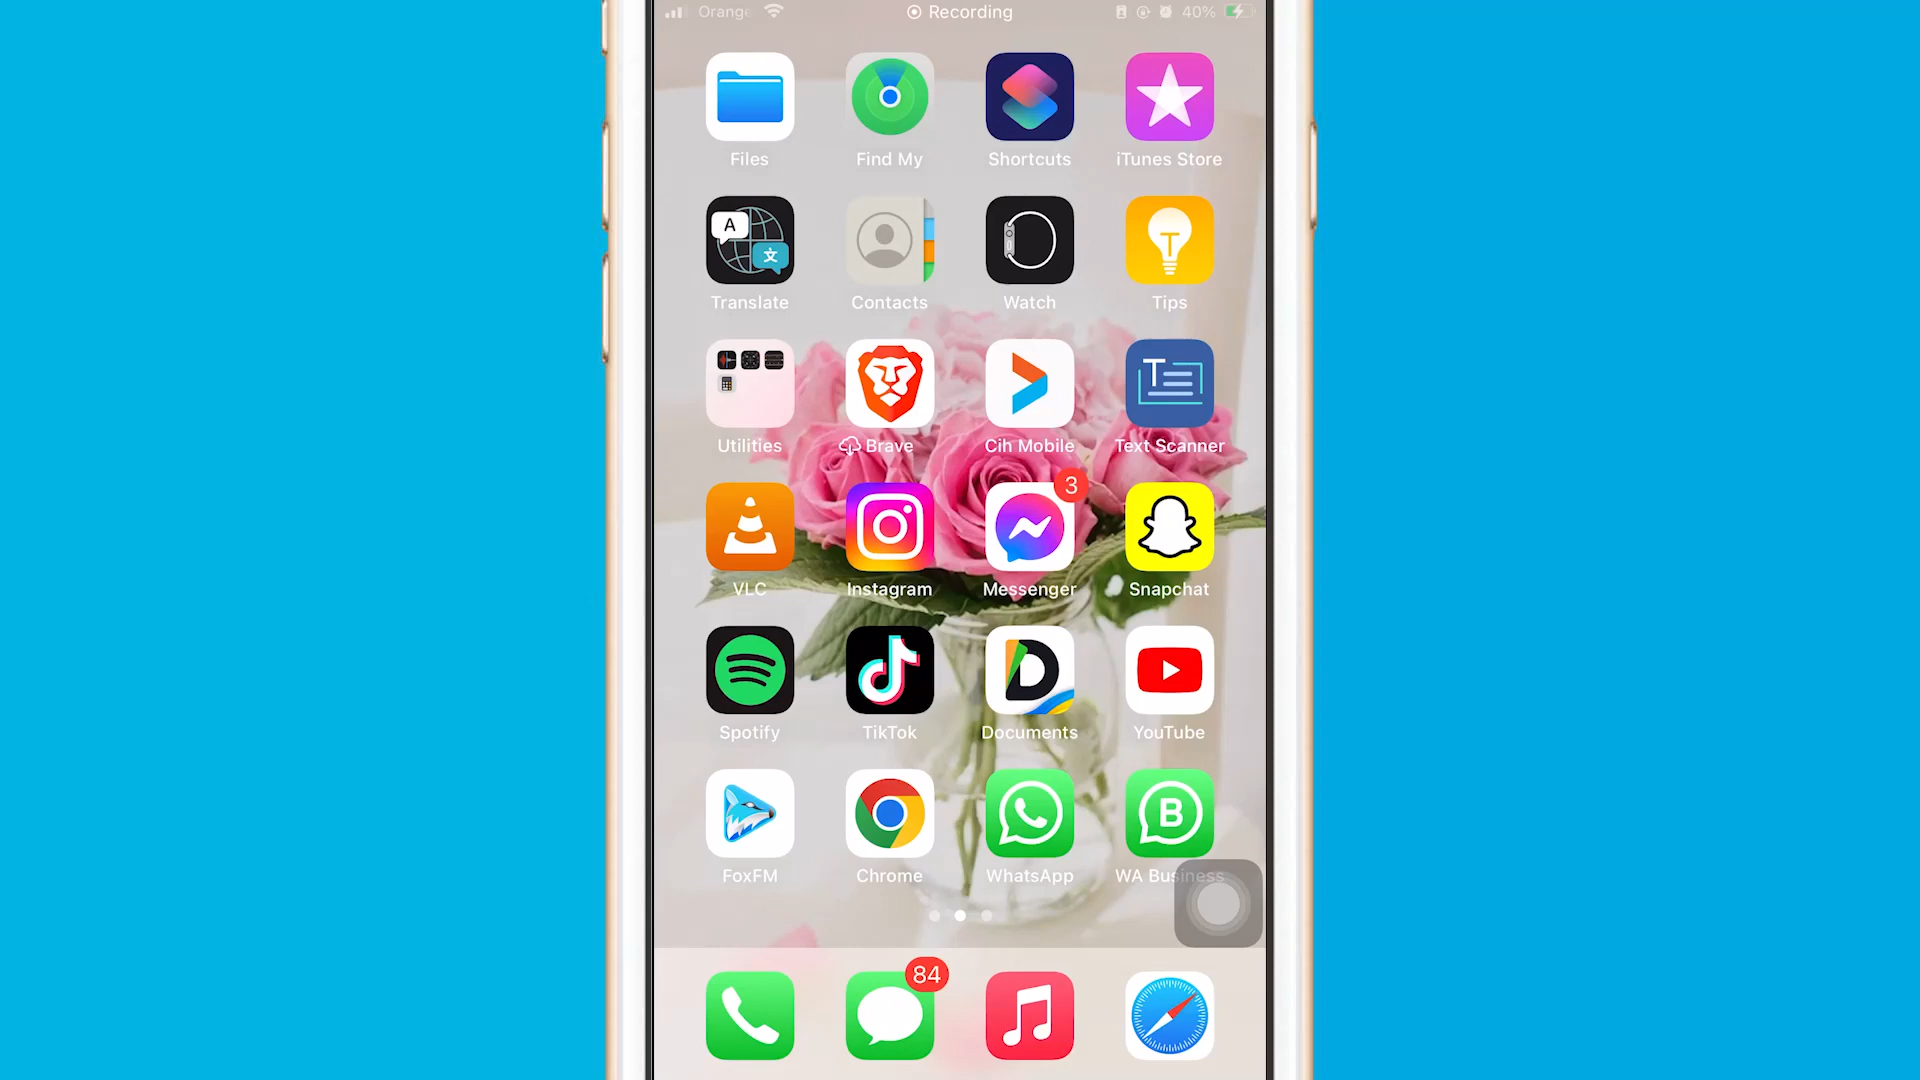 Orange Recording 40%
Files Find My Shortcuts iTunes Store
A 文
T
Translate Contacts Watch Tips
T
Utilities Brave Cih Mobile Text Scanner
3
VLC Instagram Messenger Snapchat
D
Spotify TikTok Documents YouTube
B
FoxFM Chrome WhatsApp WA Business
84